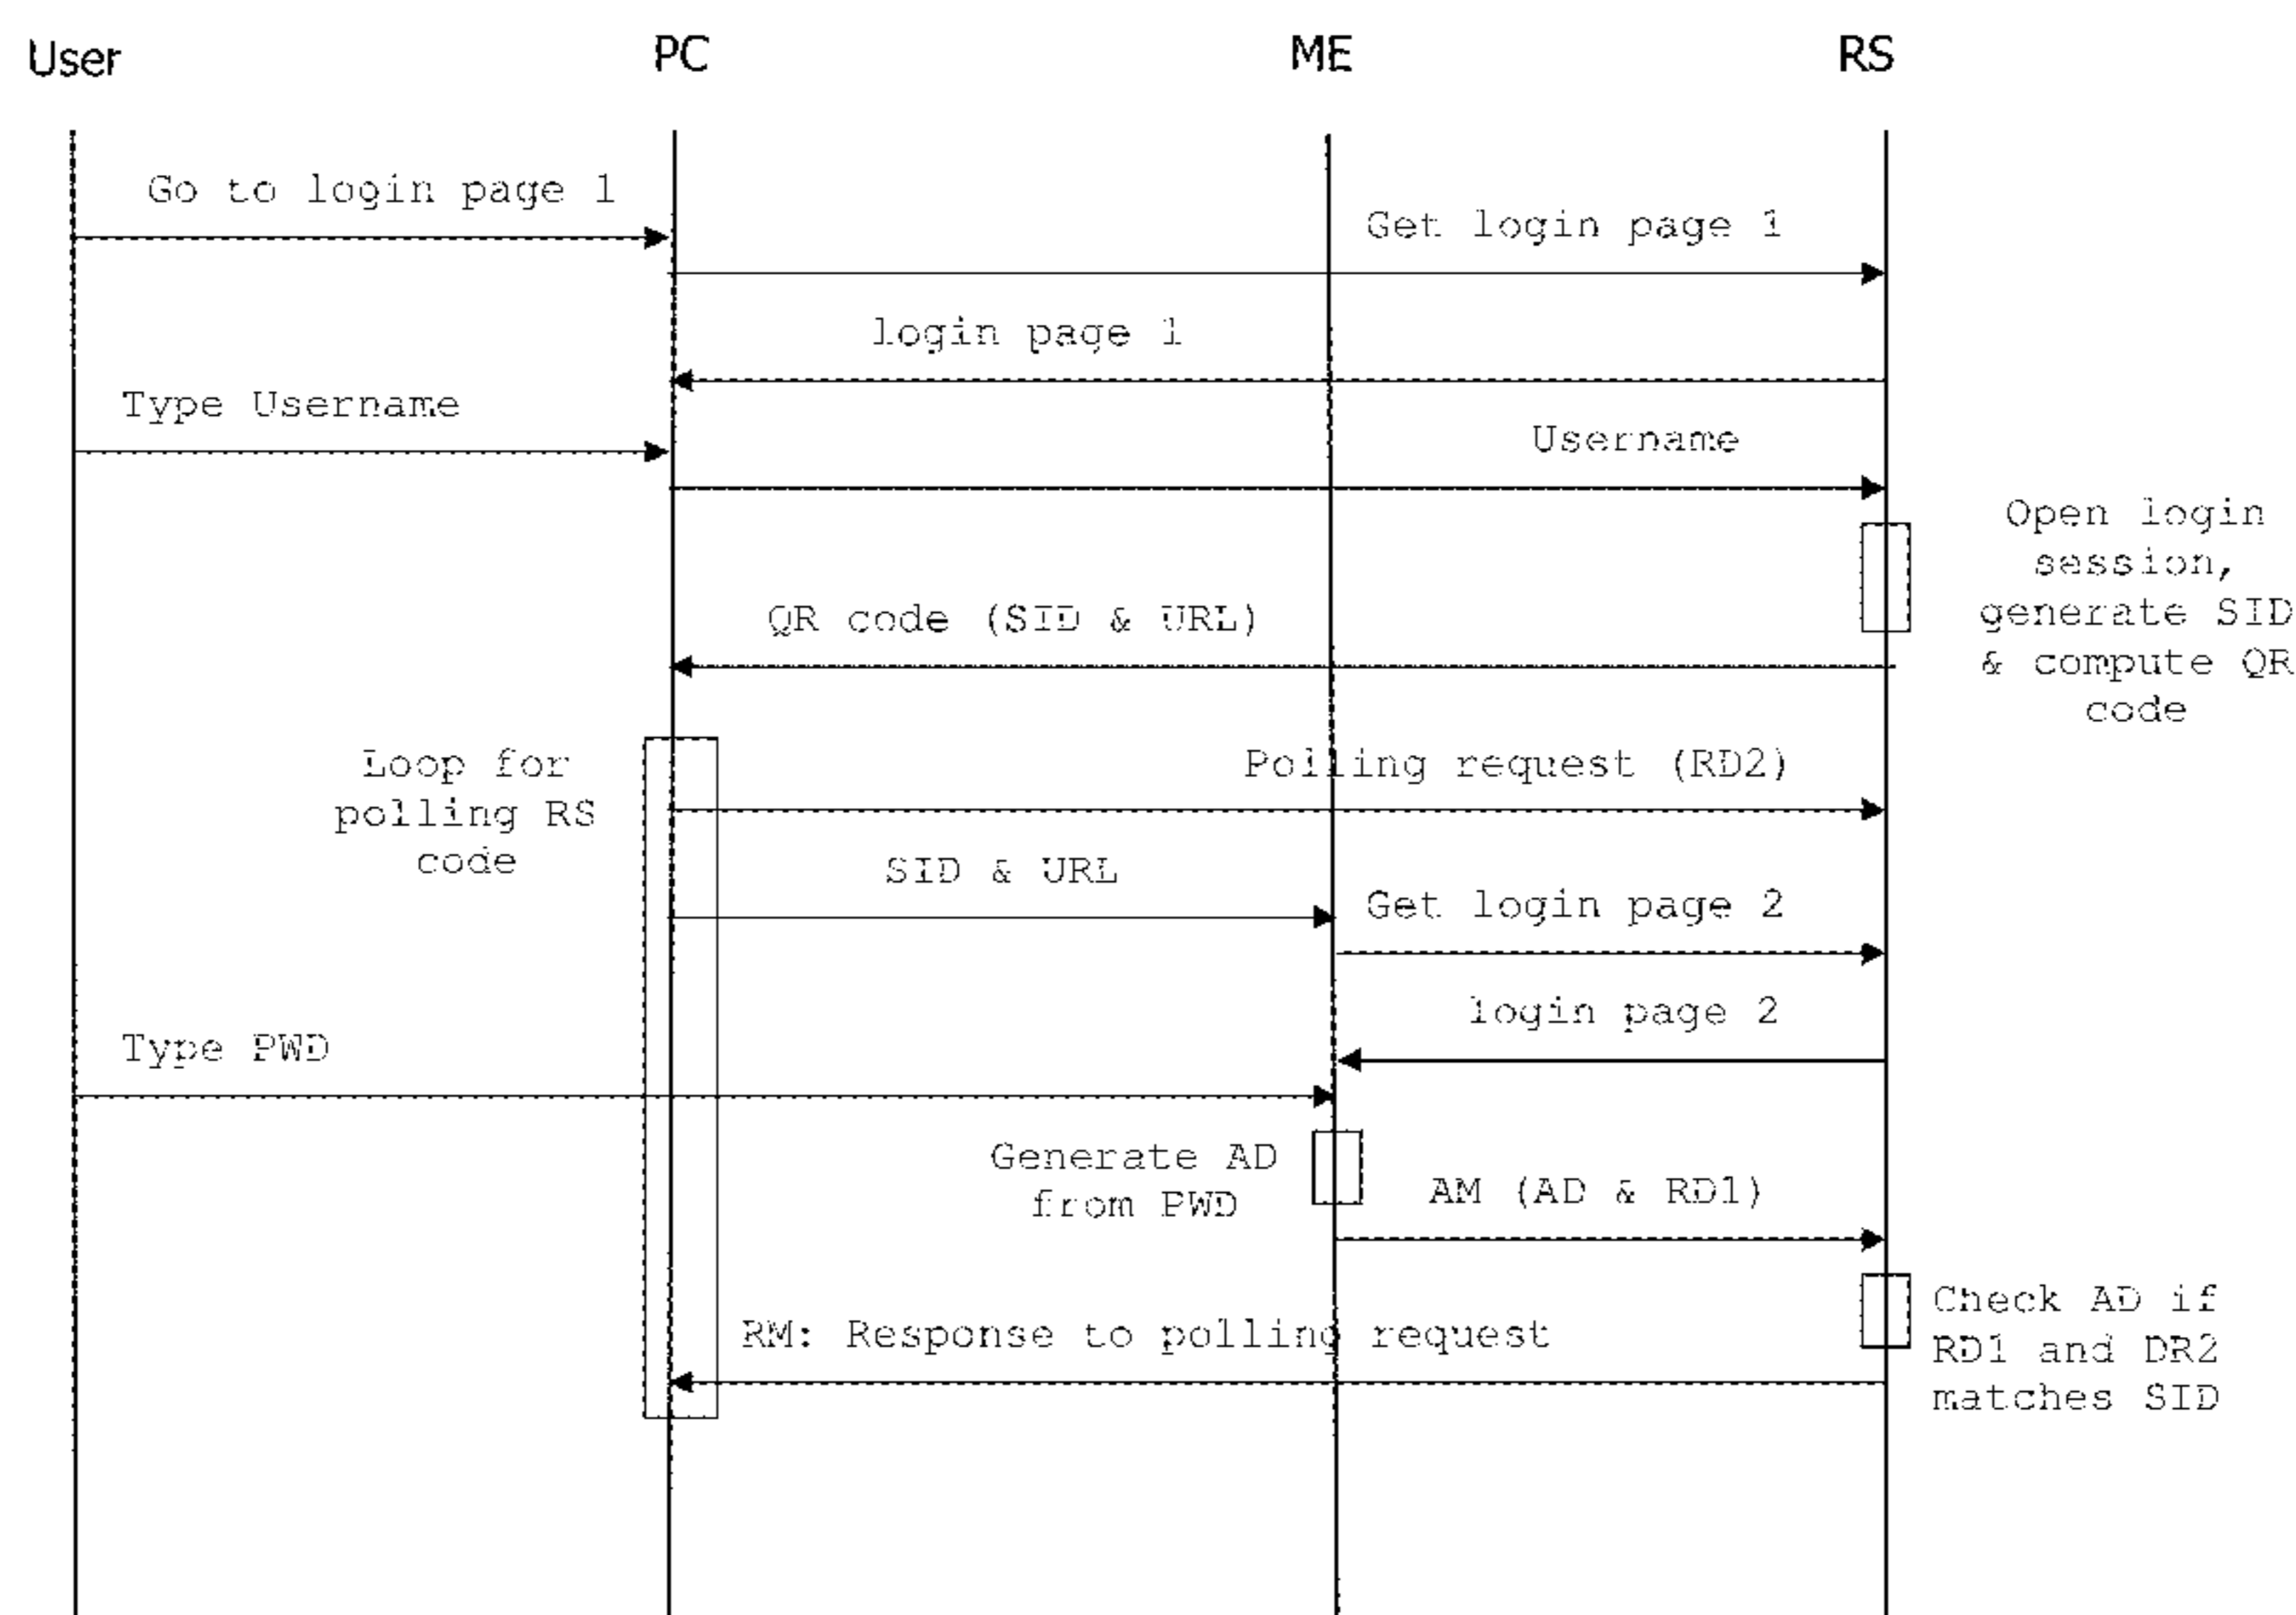 User
PC
ME
RS
Go to login page 1
Get login page 1
login page 1
Type Username
Username
Open login
session,
generate SID
& compute QR
code
QR code (SID & URL)
Loop for
polling RS
code
Polling request (RD2)
SID & URL
Get login page 2
login page 2
Type PWD
Generate AD
from PWD
AM (AD & RD1)
Check AD if
RD1 and DR2
matches SID
RM: Response to polling request